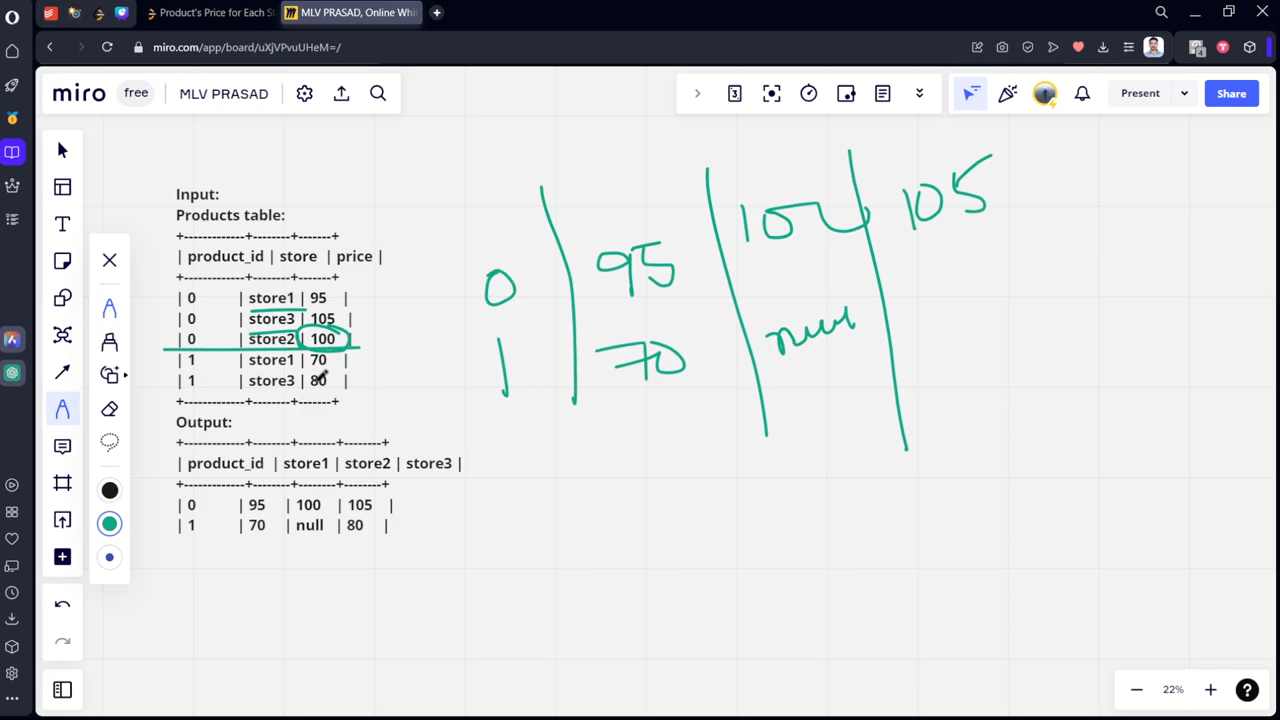 Product's Price for Each St
MLV PRASAD, Online Whi
miro.com/app/board/uXjVPvuUHeM=/
miro free MLV PRASAD
Present Share
Input:
Products table:
+-------------+--------+-------+
| product_id | store | price |
+-------------+--------+-------+
| 0 | store1 | 95 |
| 0 | store3 | 105 |
| 0 | store2 | 100 |
| 1 | store1 | 70 |
| 1 | store3 | 80 |
+-------------+--------+-------+
Output:
+-------------+--------+--------+--------+
| product_id | store1 | store2 | store3 |
+-------------+--------+--------+--------+
| 0 | 95 | 100 | 105 |
| 1 | 70 | null | 80 |
0 95 100 105
1 70 null
22%